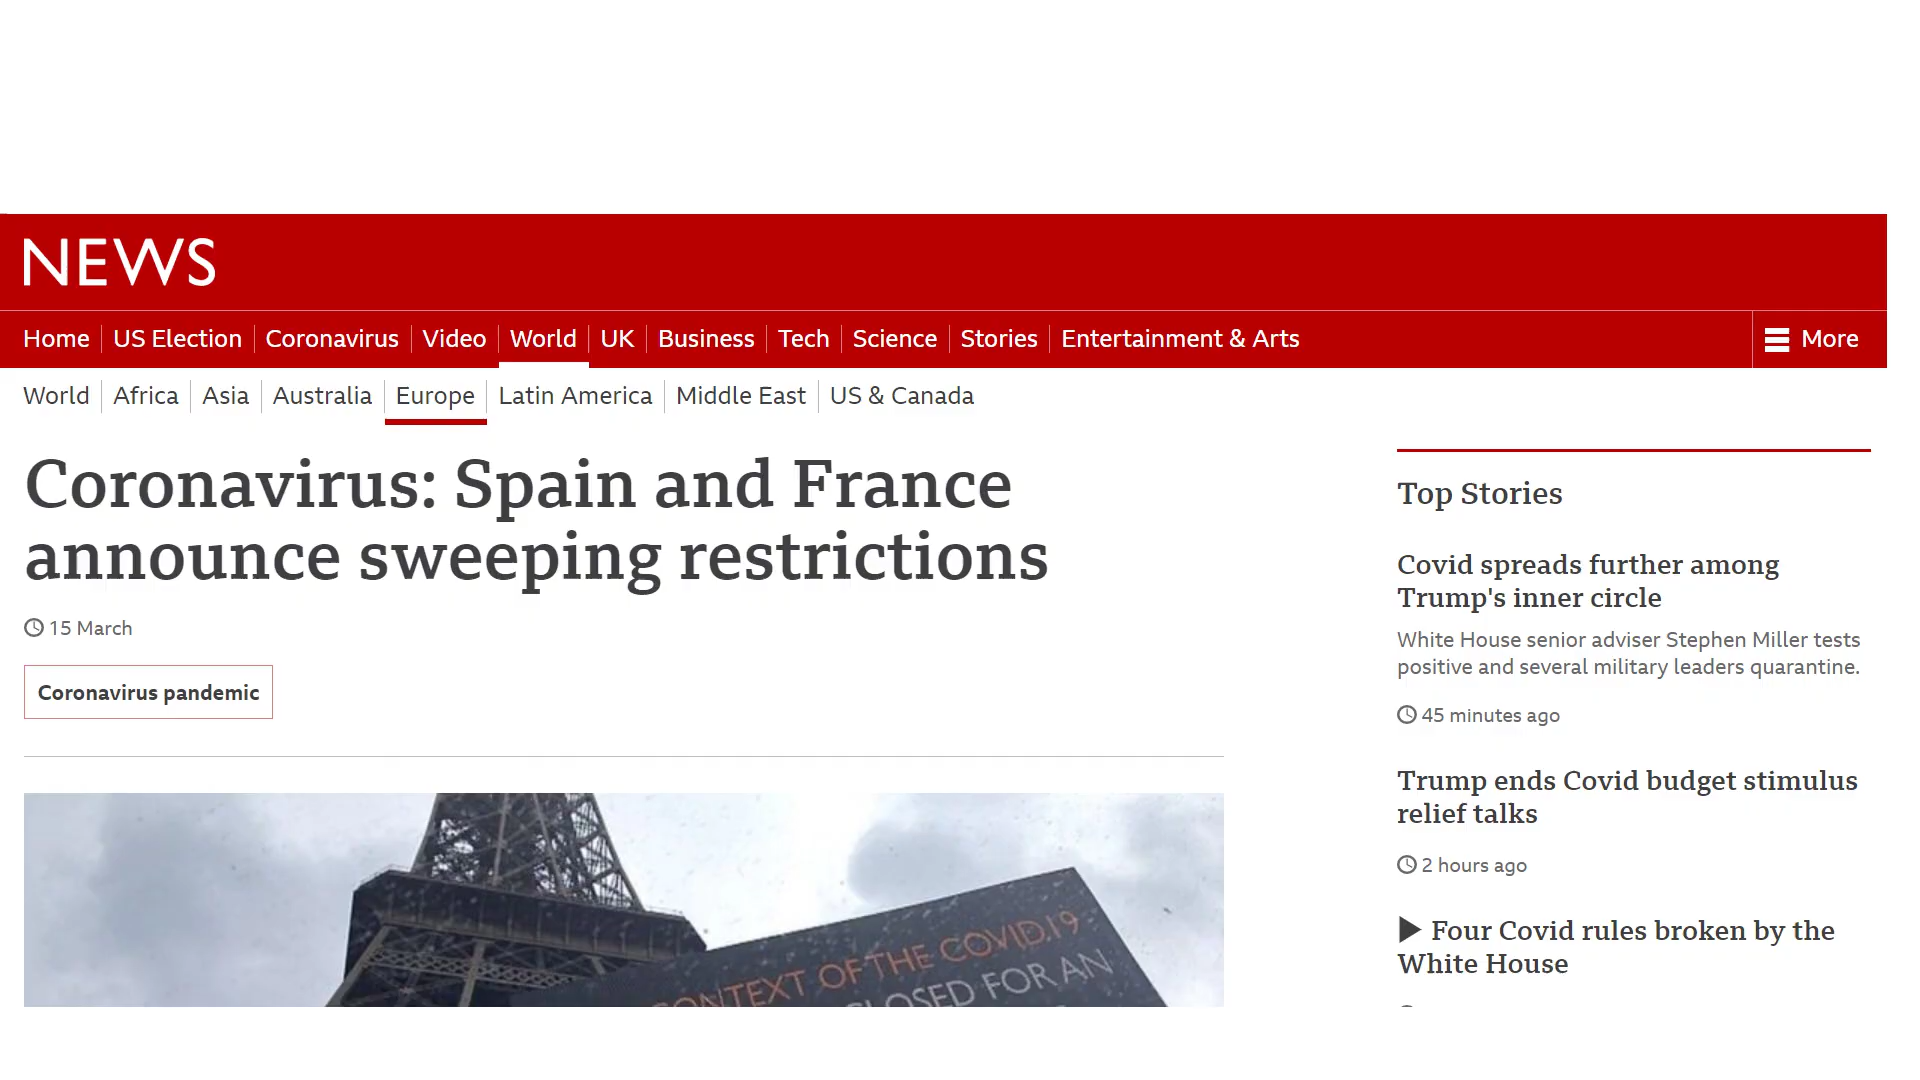 NEWS
Home US Election Coronavirus Video World UK Business Tech Science Stories Entertainment & Arts More
World Africa Asia Australia Europe Latin America Middle East US & Canada
Coronavirus: Spain and France
announce sweeping restrictions
15 March
Coronavirus pandemic
CONTEXT OF THE COVID.19
CLOSED FOR AN
Top Stories
Covid spreads further among
Trump's inner circle
White House senior adviser Stephen Miller tests
positive and several military leaders quarantine.
45 minutes ago
Trump ends Covid budget stimulus
relief talks
2 hours ago
Four Covid rules broken by the
White House